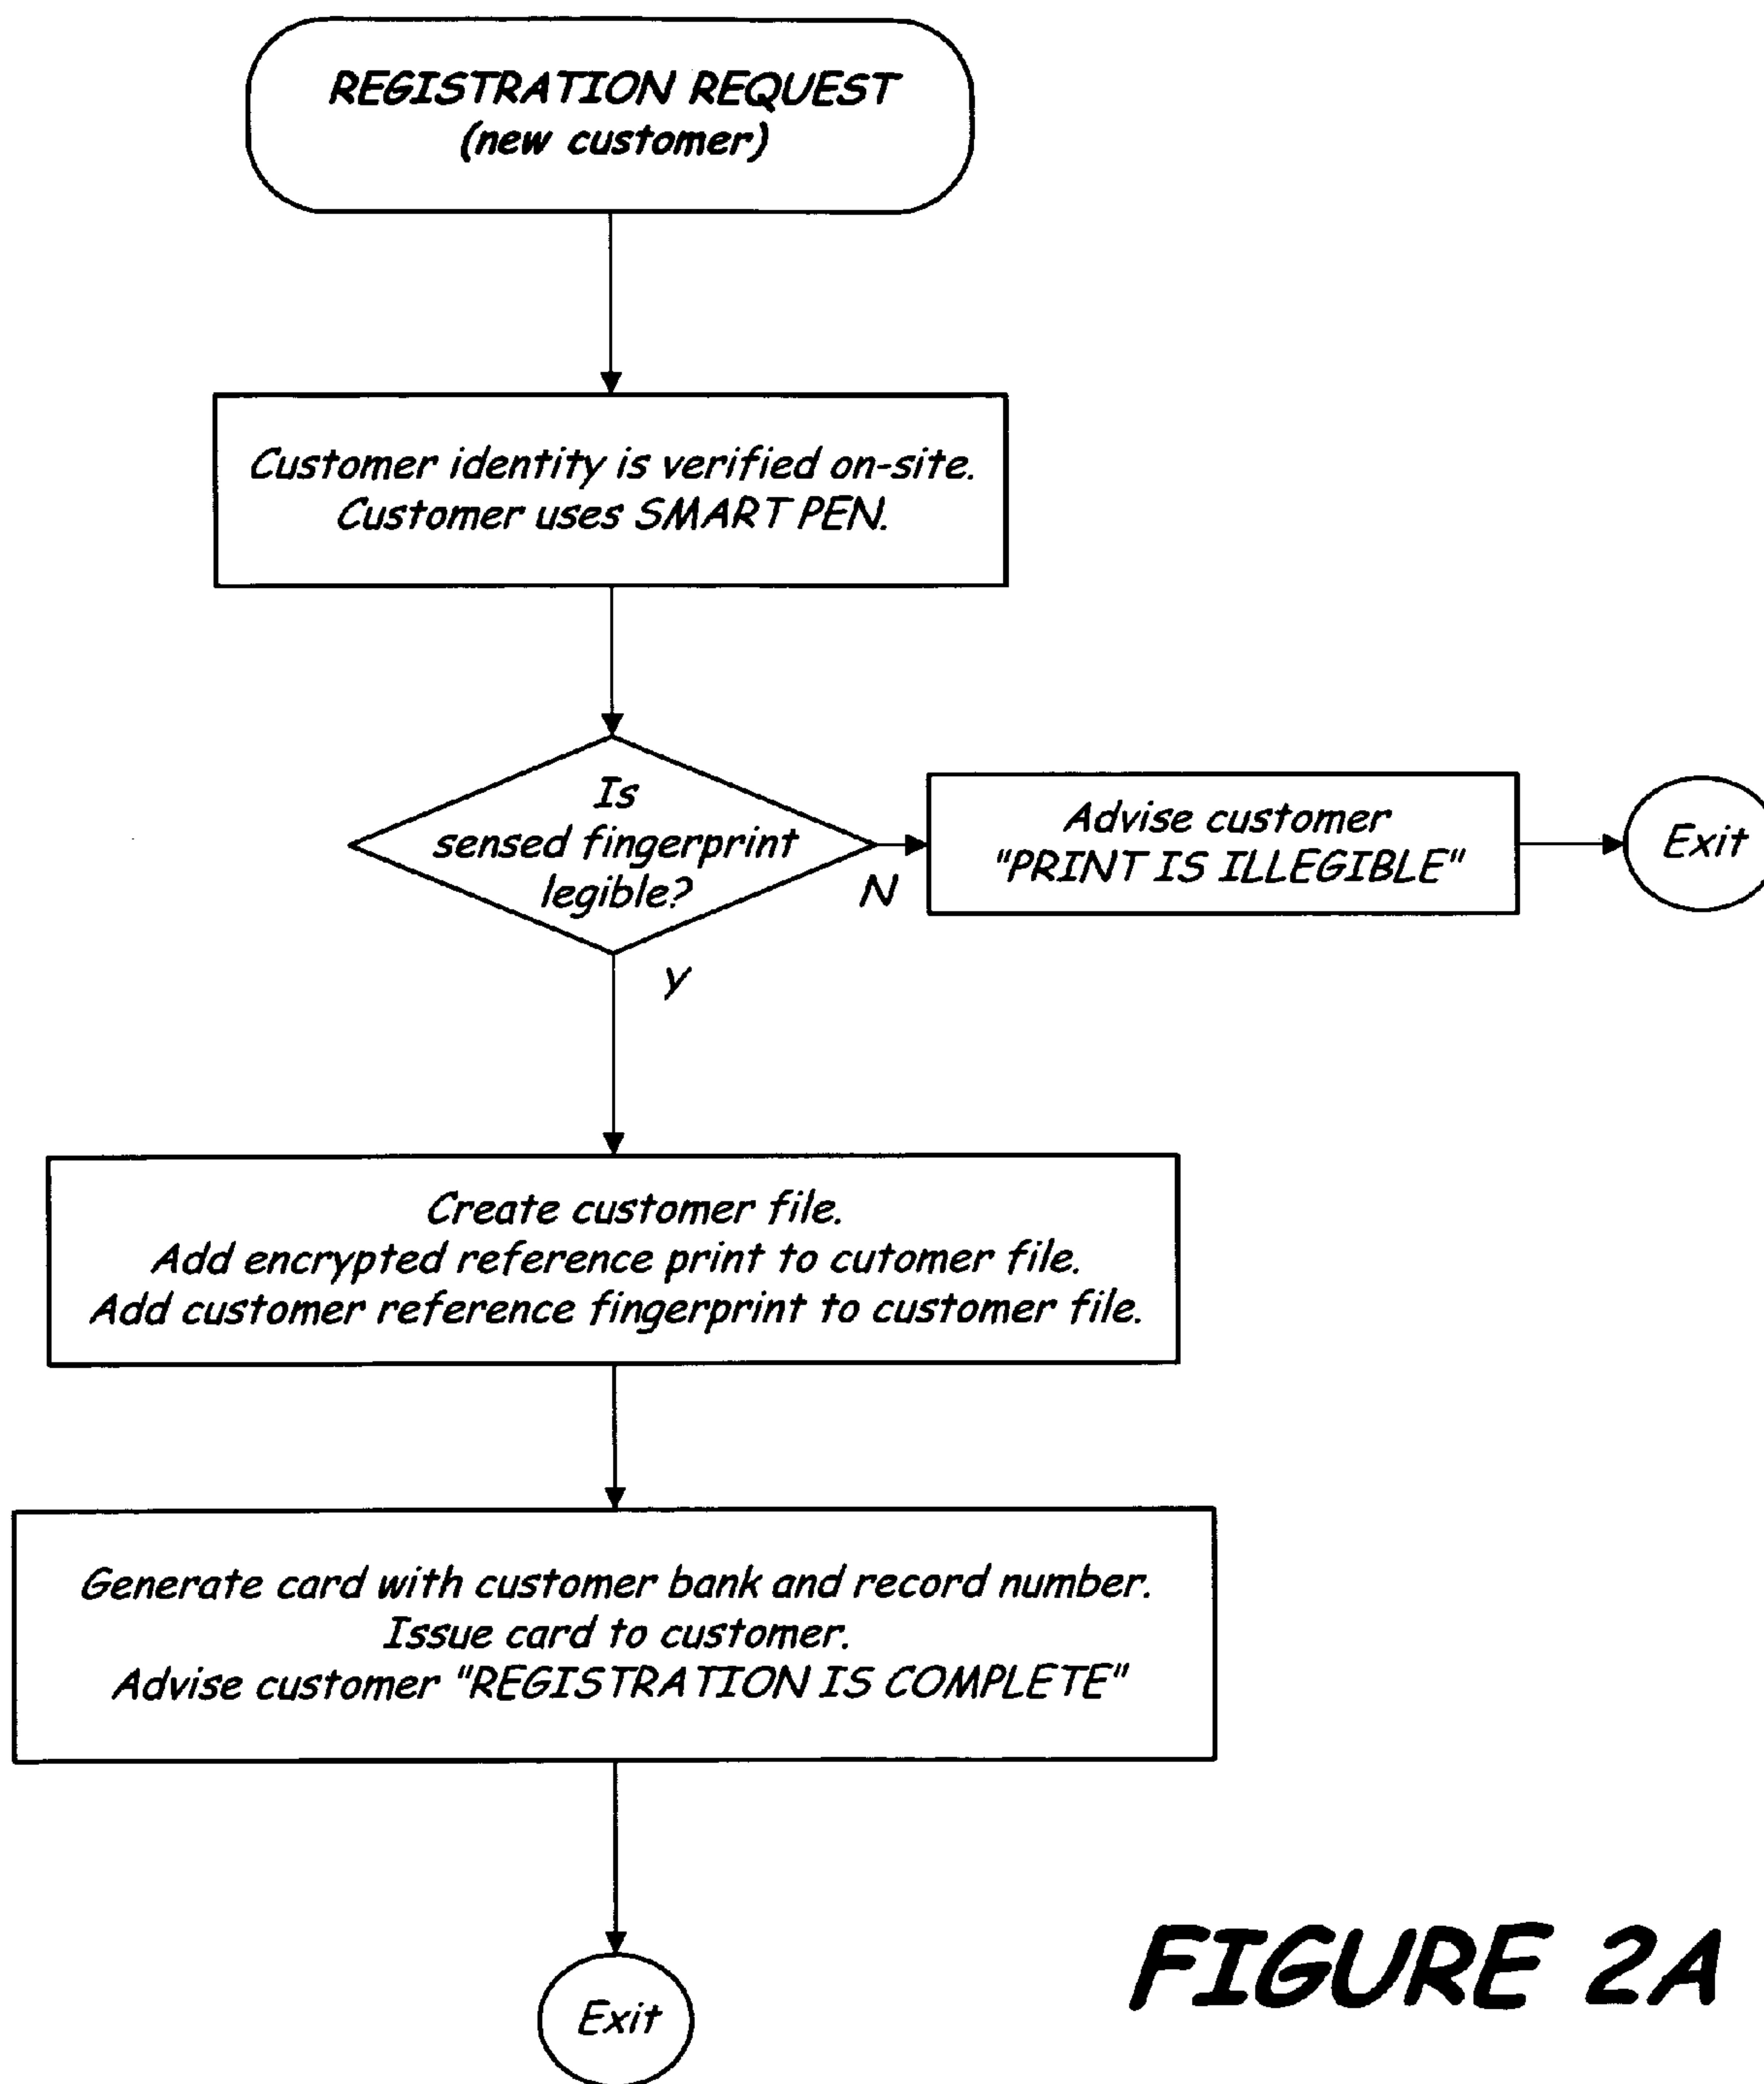 REGISTRATION REQUEST
(new customer)
Customer identity is verified on-site.
Customer uses SMART PEN.
Is
sensed fingerprint
legible?
N
Advise customer
"PRINT IS ILLEGIBLE"
Exit
Y
Create customer file.
Add encrypted reference print to cutomer file.
Add customer reference fingerprint to customer file.
Generate card with customer bank and record number.
Issue card to customer.
Advise customer "REGISTRATION IS COMPLETE"
Exit
FIGURE 2A